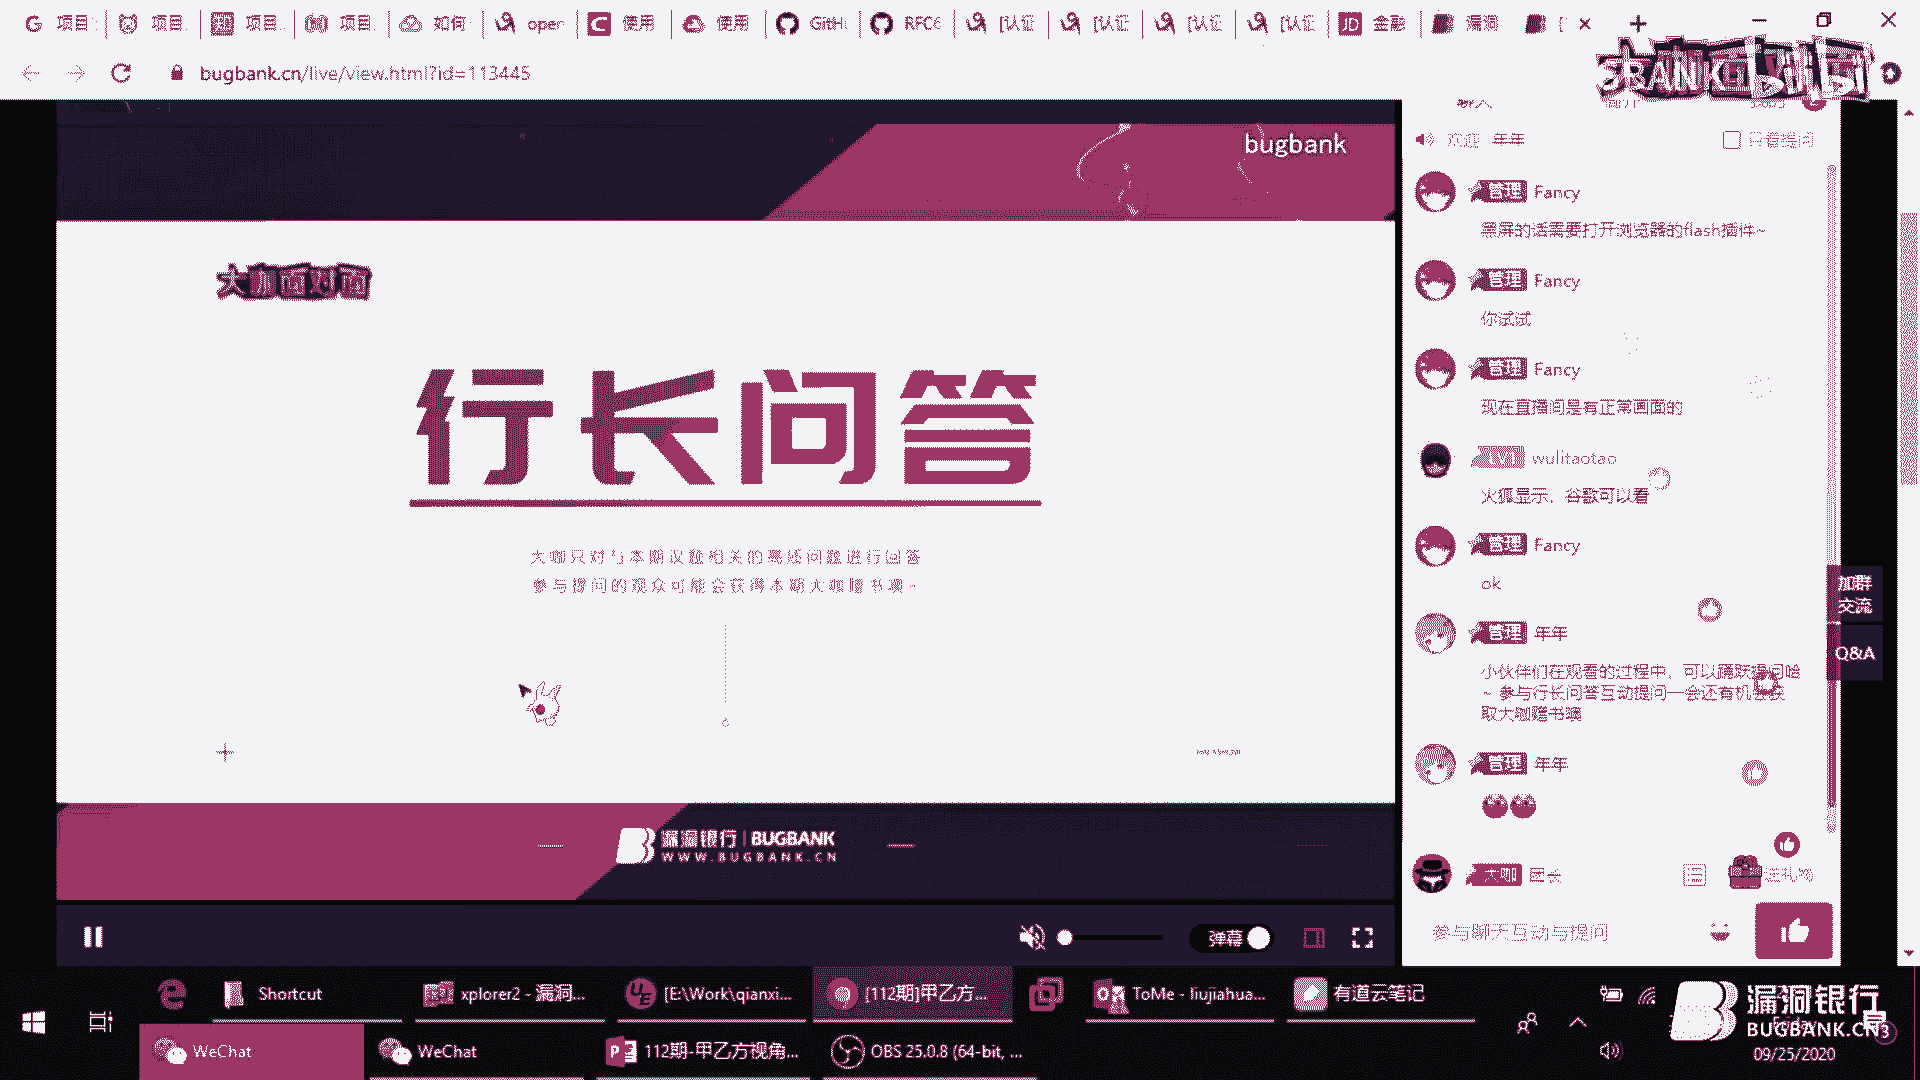 项目. 项目. 项目. 项目. 如何 open 使用 使用 GitH RFC6 [认证 [认证 [认证 [认证 金融 漏洞 [
bugbank.cn/live/view.html?id=113445
bugbank
大咖面对面
行长问答
大咖只对与本期议题相关的高质问题进行回答
参与提问的观众可能会获得本期大咖赠书噢~
漏洞银行 | BUGBANK
WWW.BUGBANK.CN
弹幕
欢迎 年年
只看提问
管理 Fancy
黑屏的话需要打开浏览器的flash插件~
管理 Fancy
你试试
管理 Fancy
现在直播间是有正常画面的
LV1 wulitaotao
火狐显示，谷歌可以看
管理 Fancy
ok
管理 年年
小伙伴们在观看的过程中，可以踊跃提问哈
~ 参与行长问答互动提问一会还有机会获
取大咖赠书噢
管理 年年
大咖 团长
送礼物
参与聊天互动与提问
加群
交流
Q&A
Shortcut
xplorer2 - 漏洞...
[E:\Work\qianxi...
[112期]甲乙方...
ToMe - liujiahua...
有道云笔记
WeChat
WeChat
112期-甲乙方视角...
OBS 25.0.8 (64-bit, ...
漏洞银行
BUGBANK.CN
3
09/25/2020